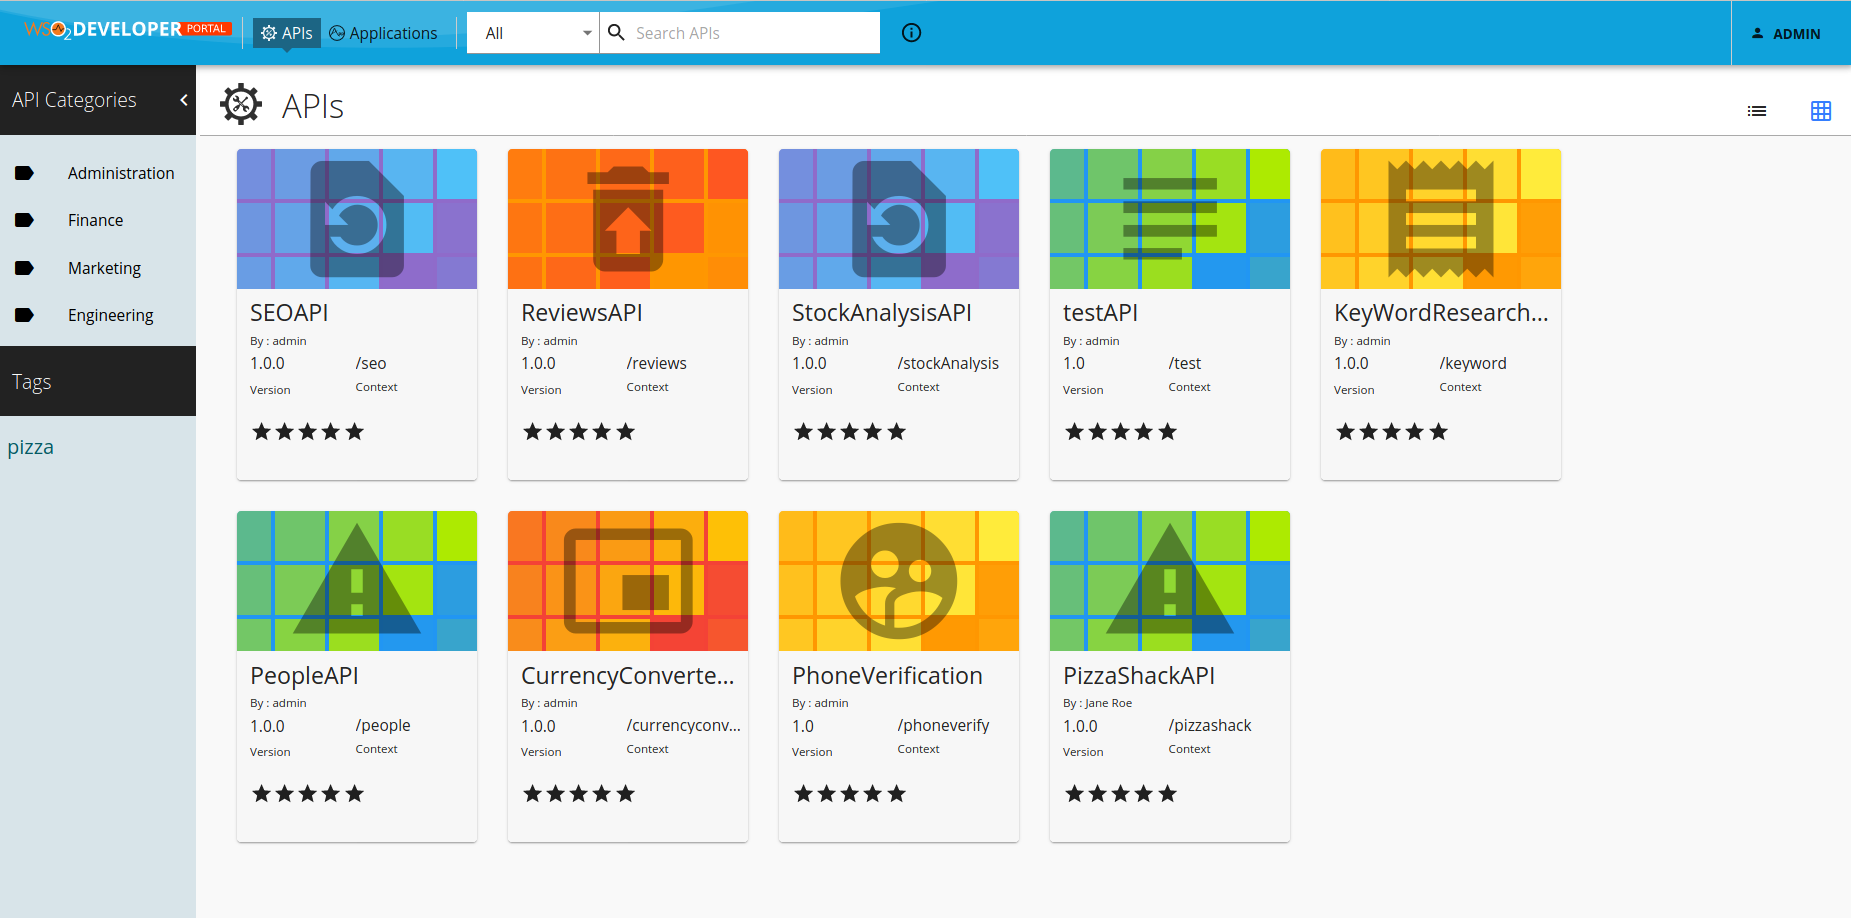 WSO2 DEVELOPER PORTAL
APIs
Applications
All
Search APIs
ADMIN
API Categories
Administration
Finance
Marketing
Engineering
Tags
pizza
APIs
SEOAPI
By : admin
1.0.0 /seo
Version Context
ReviewsAPI
By : admin
1.0.0 /reviews
Version Context
StockAnalysisAPI
By : admin
1.0.0 /stockAnalysis
Version Context
testAPI
By : admin
1.0 /test
Version Context
KeyWordResearch...
By : admin
1.0.0 /keyword
Version Context
PeopleAPI
By : admin
1.0.0 /people
Version Context
CurrencyConverte...
By : admin
1.0.0 /currencyconv...
Version Context
PhoneVerification
By : admin
1.0 /phoneverify
Version Context
PizzaShackAPI
By : Jane Roe
1.0.0 /pizzashack
Version Context